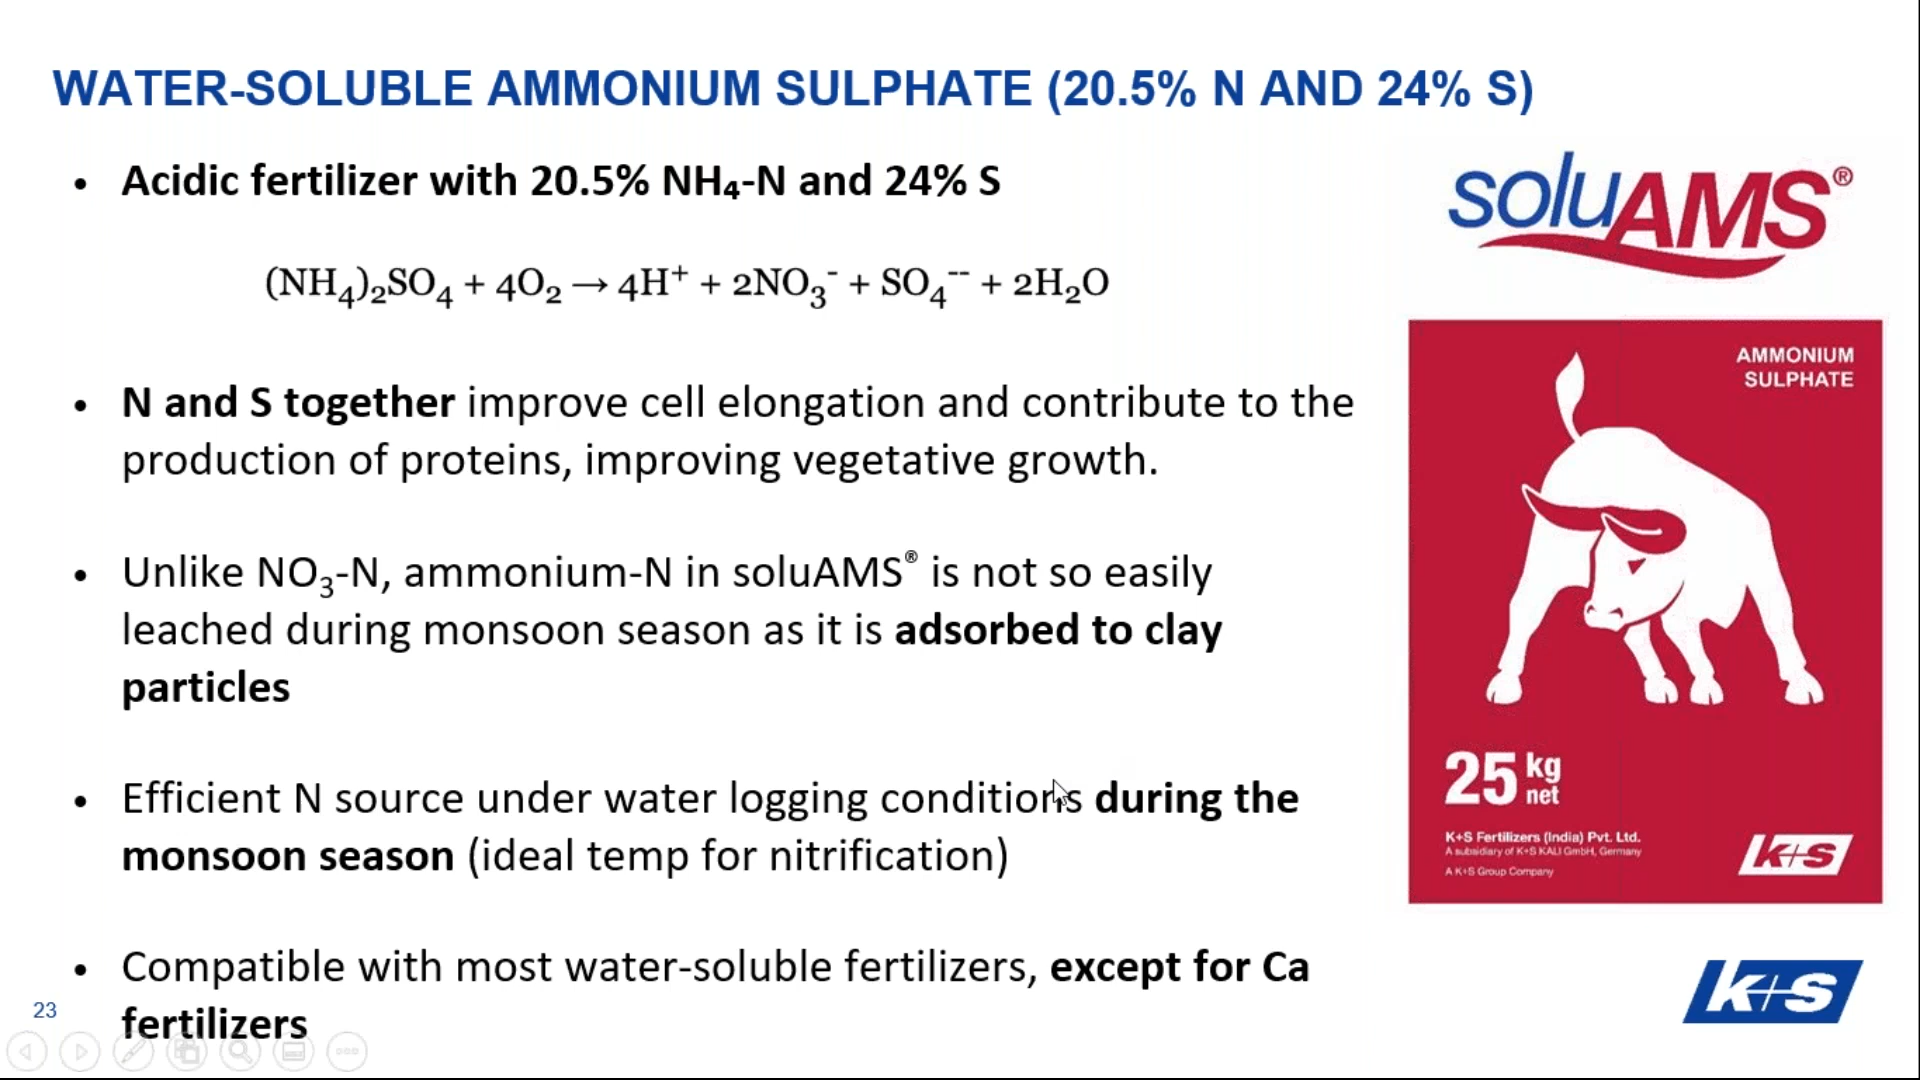 WATER-SOLUBLE AMMONIUM SULPHATE (20.5% N AND 24% S)
• Acidic fertilizer with 20.5% NH₄-N and 24% S
(NH₄)₂SO₄ + 4O₂ → 4H⁺ + 2NO₃⁻ + SO₄⁻⁻ + 2H₂O
• N and S together improve cell elongation and contribute to the
production of proteins, improving vegetative growth.
• Unlike NO₃-N, ammonium-N in soluAMS® is not so easily
leached during monsoon season as it is adsorbed to clay
particles
• Efficient N source under water logging conditions during the
monsoon season (ideal temp for nitrification)
• Compatible with most water-soluble fertilizers, except for Ca
fertilizers
23
soluAMS®
AMMONIUM
SULPHATE
25 kg
net
K+S Fertilizers (India) Pvt. Ltd.
A subsidiary of K+S KALI GmbH, Germany
A K+S Group Company
K+S
K+S